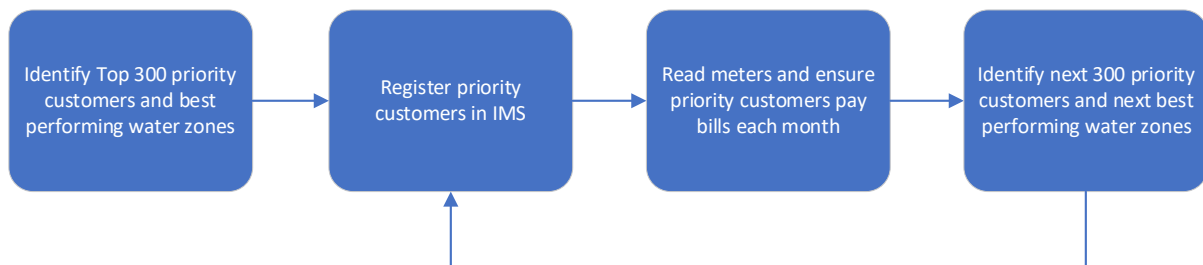 Identify Top 300 priority
customers and best
performing water zones
Register priority
customers in IMS
Read meters and ensure
priority customers pay
bills each month
Identify next 300 priority
customers and next best
performing water zones